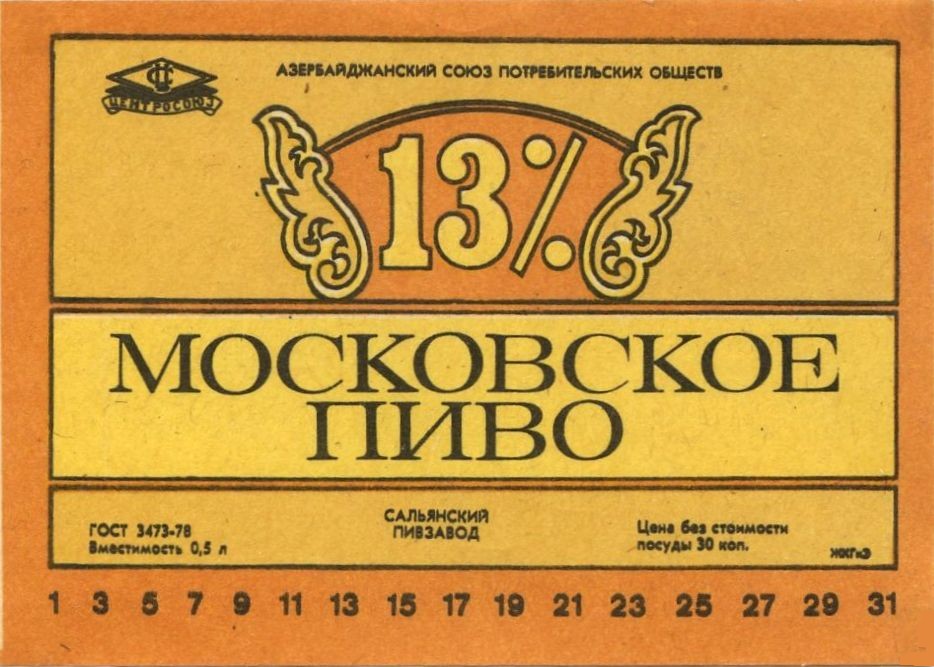 ЦЕНТРОСОЮЗ
АЗЕРБАЙДЖАНСКИЙ СОЮЗ ПОТРЕБИТЕЛЬСКИХ ОБЩЕСТВ
13%
МОСКОВСКОЕ
ПИВО
ГОСТ 3473-78
Вместимость 0,5 л
САЛЬЯНСКИЙ
ПИВЗАВОД
Цена без стоимости
посуды 30 коп.
1 3 5 7 9 11 13 15 17 19 21 23 25 27 29 31